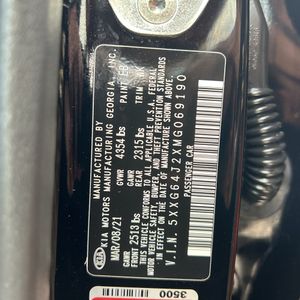 KIA
MANUFACTURED BY
KIA MOTORS MANUFACTURING GEORGIA, INC.
MAR/08/21
PAINT EB
TRIM
GVWR 4354 lbs
GAWR FRONT 2513 lbs
GAWR REAR 2315 lbs
THIS VEHICLE CONFORMS TO ALL APPLICABLE U.S.A. FEDERAL
MOTOR VEHICLE SAFETY, BUMPER, AND THEFT PREVENTION STANDARDS
IN EFFECT ON THE DATE OF MANUFACTURE SHOWN ABOVE.
V.I.N. 5XXG64J2XMG069190
PASSENGER CAR
3500